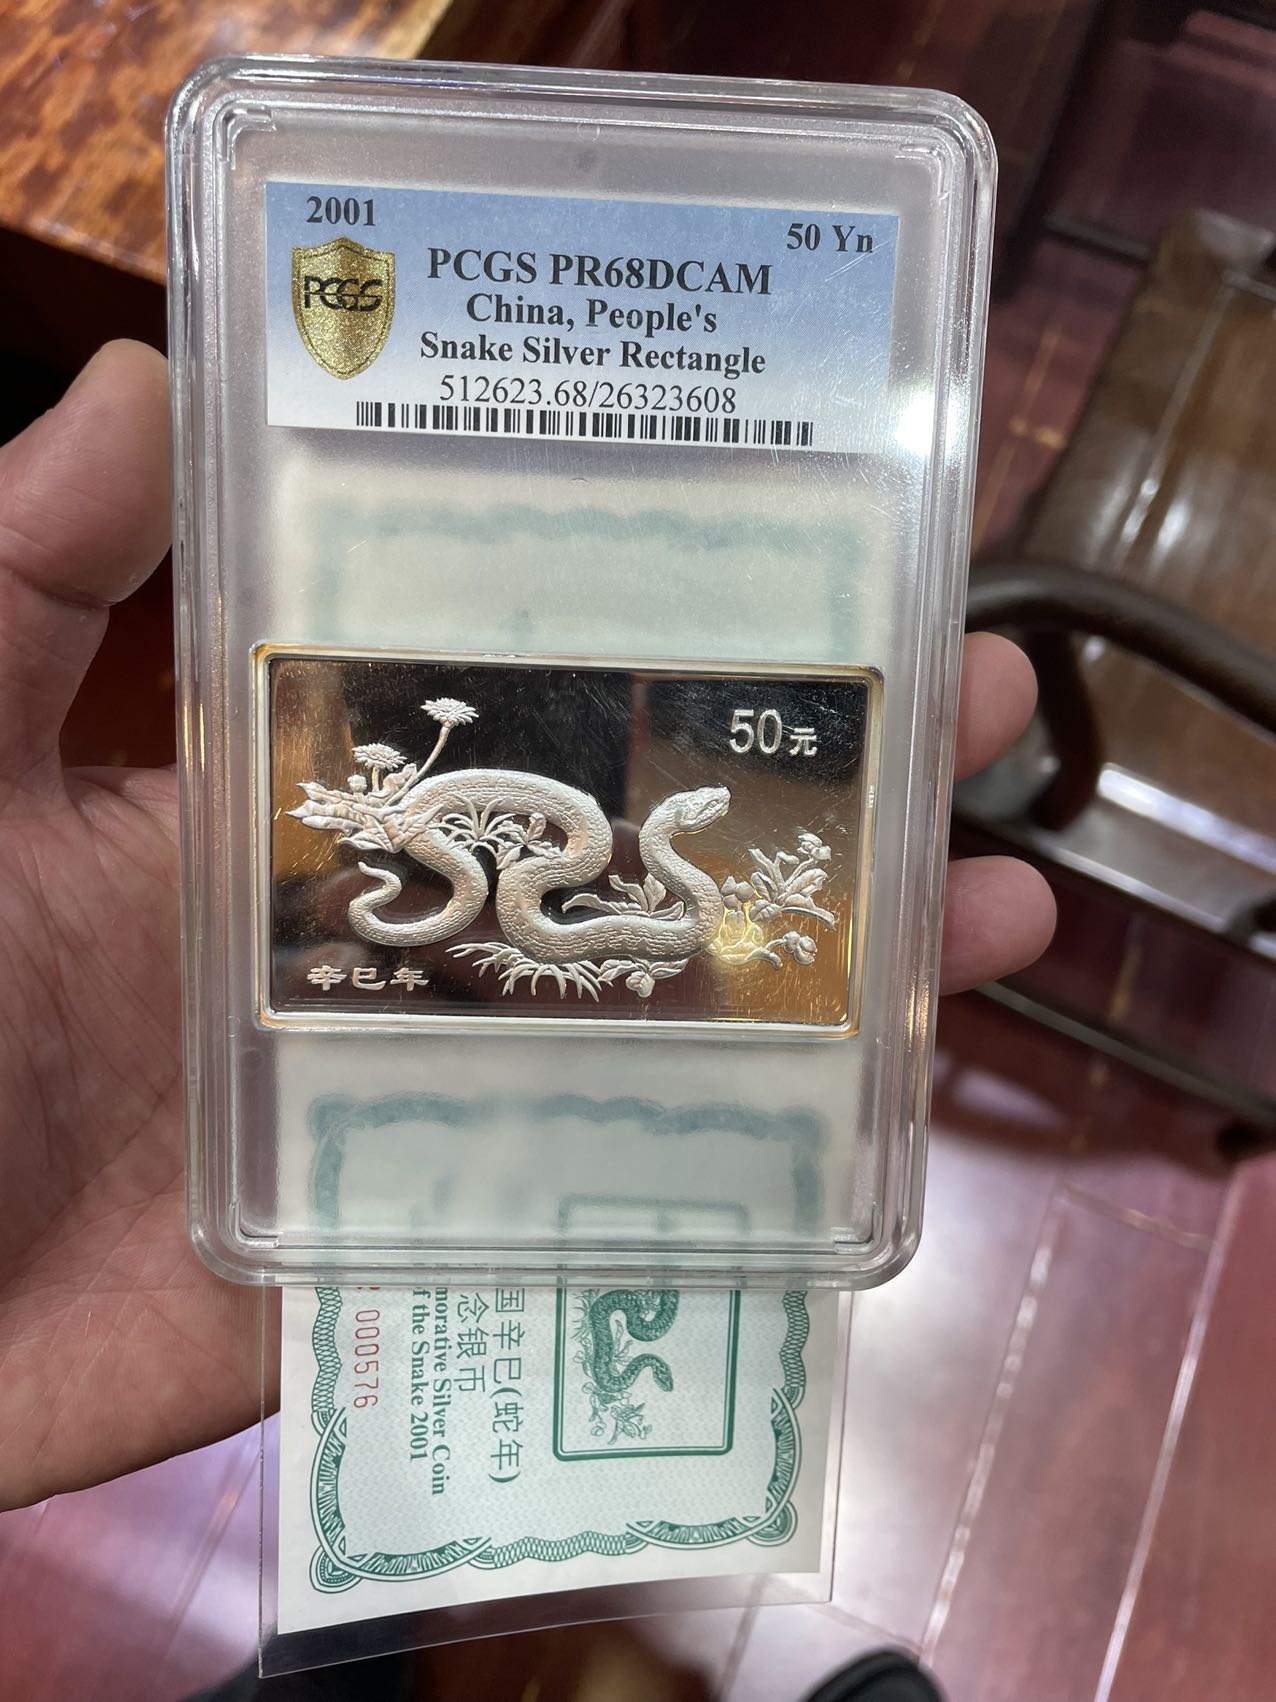 2001
50 Yn
PCGS
PCGS PR68DCAM
China, People's
Snake Silver Rectangle
512623.68/26323608
50元
辛巳年
国辛巳(蛇年)
念银币
morative Silver Coin
f the Snake 2001
000576